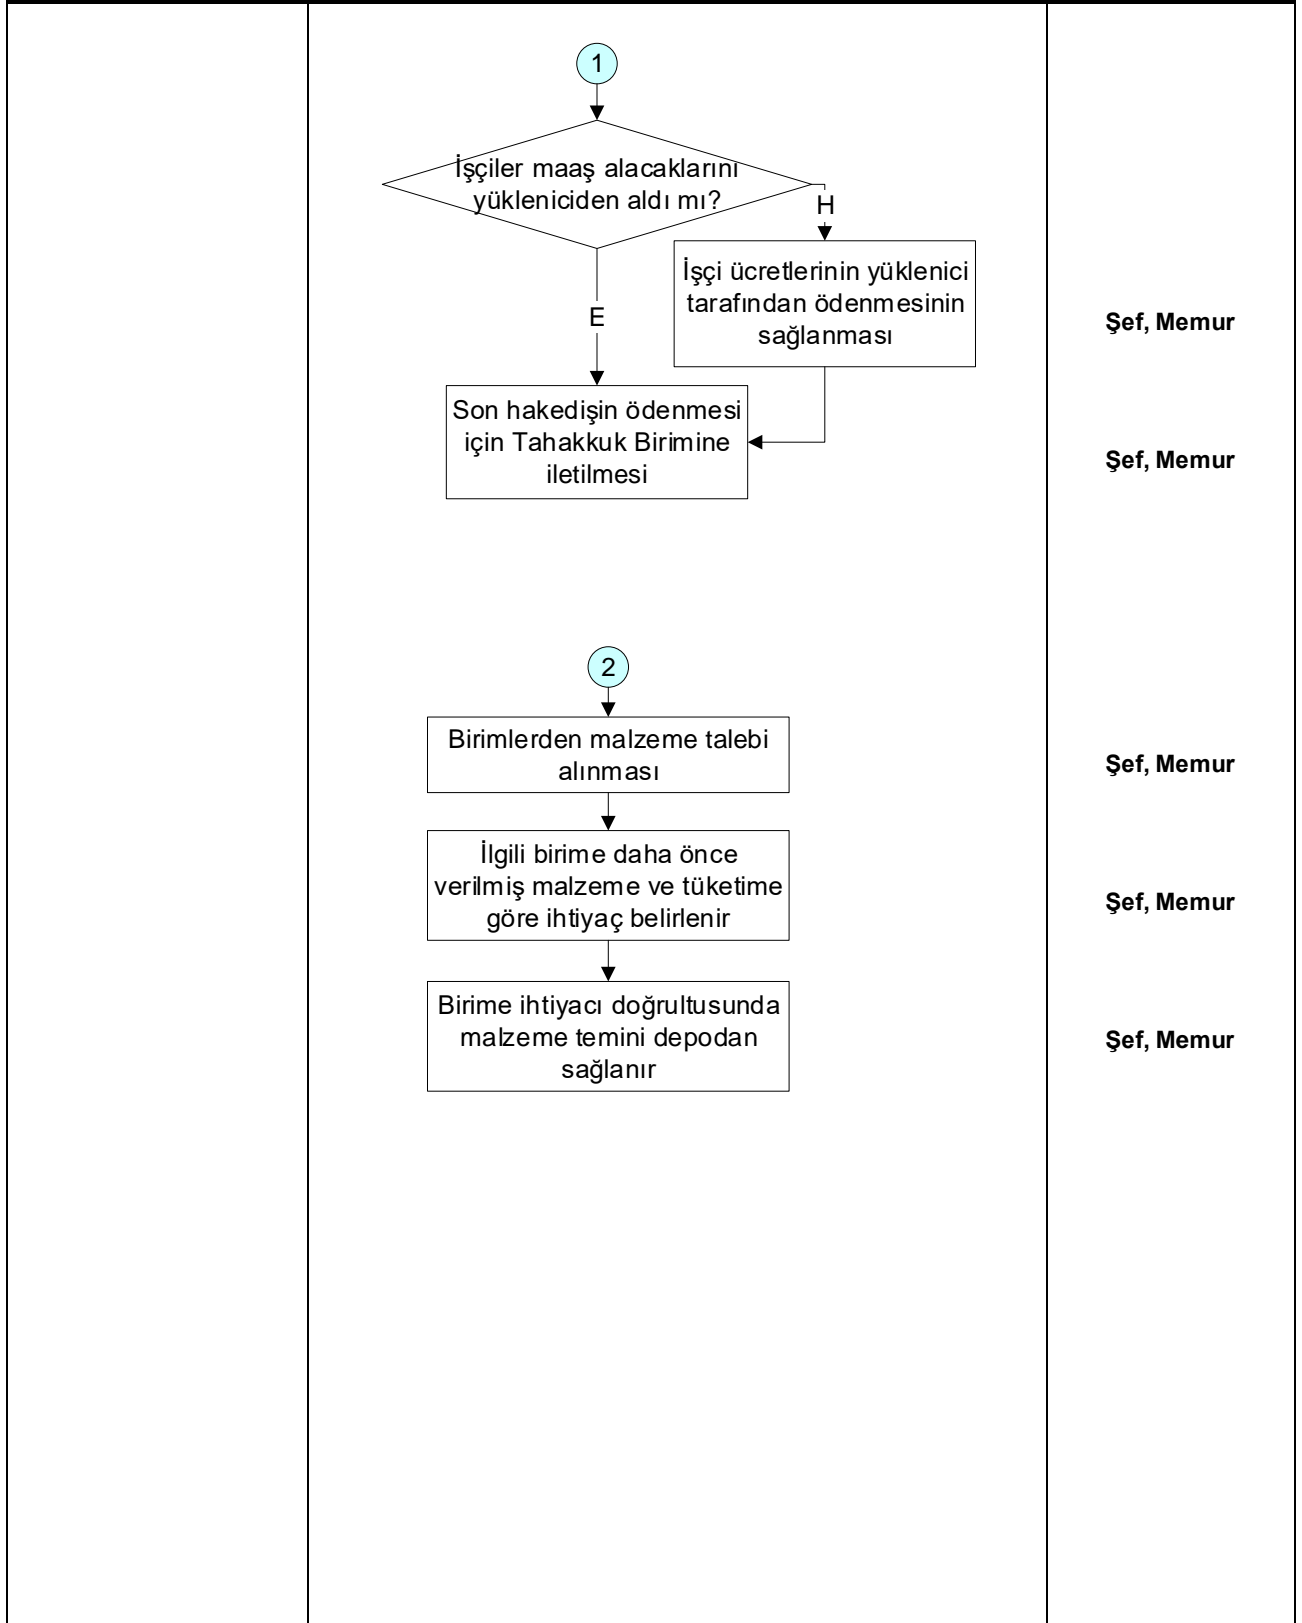 1
İşçiler maaş alacaklarını
yükleniciden aldı mı?
H
İşçi ücretlerinin yüklenici
tarafından ödenmesinin
sağlanması
Şef, Memur
E
Son hakedişin ödenmesi
için Tahakkuk Birimine
iletilmesi
Şef, Memur
2
Birimlerden malzeme talebi
alınması
Şef, Memur
İlgili birime daha önce
verilmiş malzeme ve tüketime
göre ihtiyaç belirlenir
Şef, Memur
Birime ihtiyacı doğrultusunda
malzeme temini depodan
sağlanır
Şef, Memur